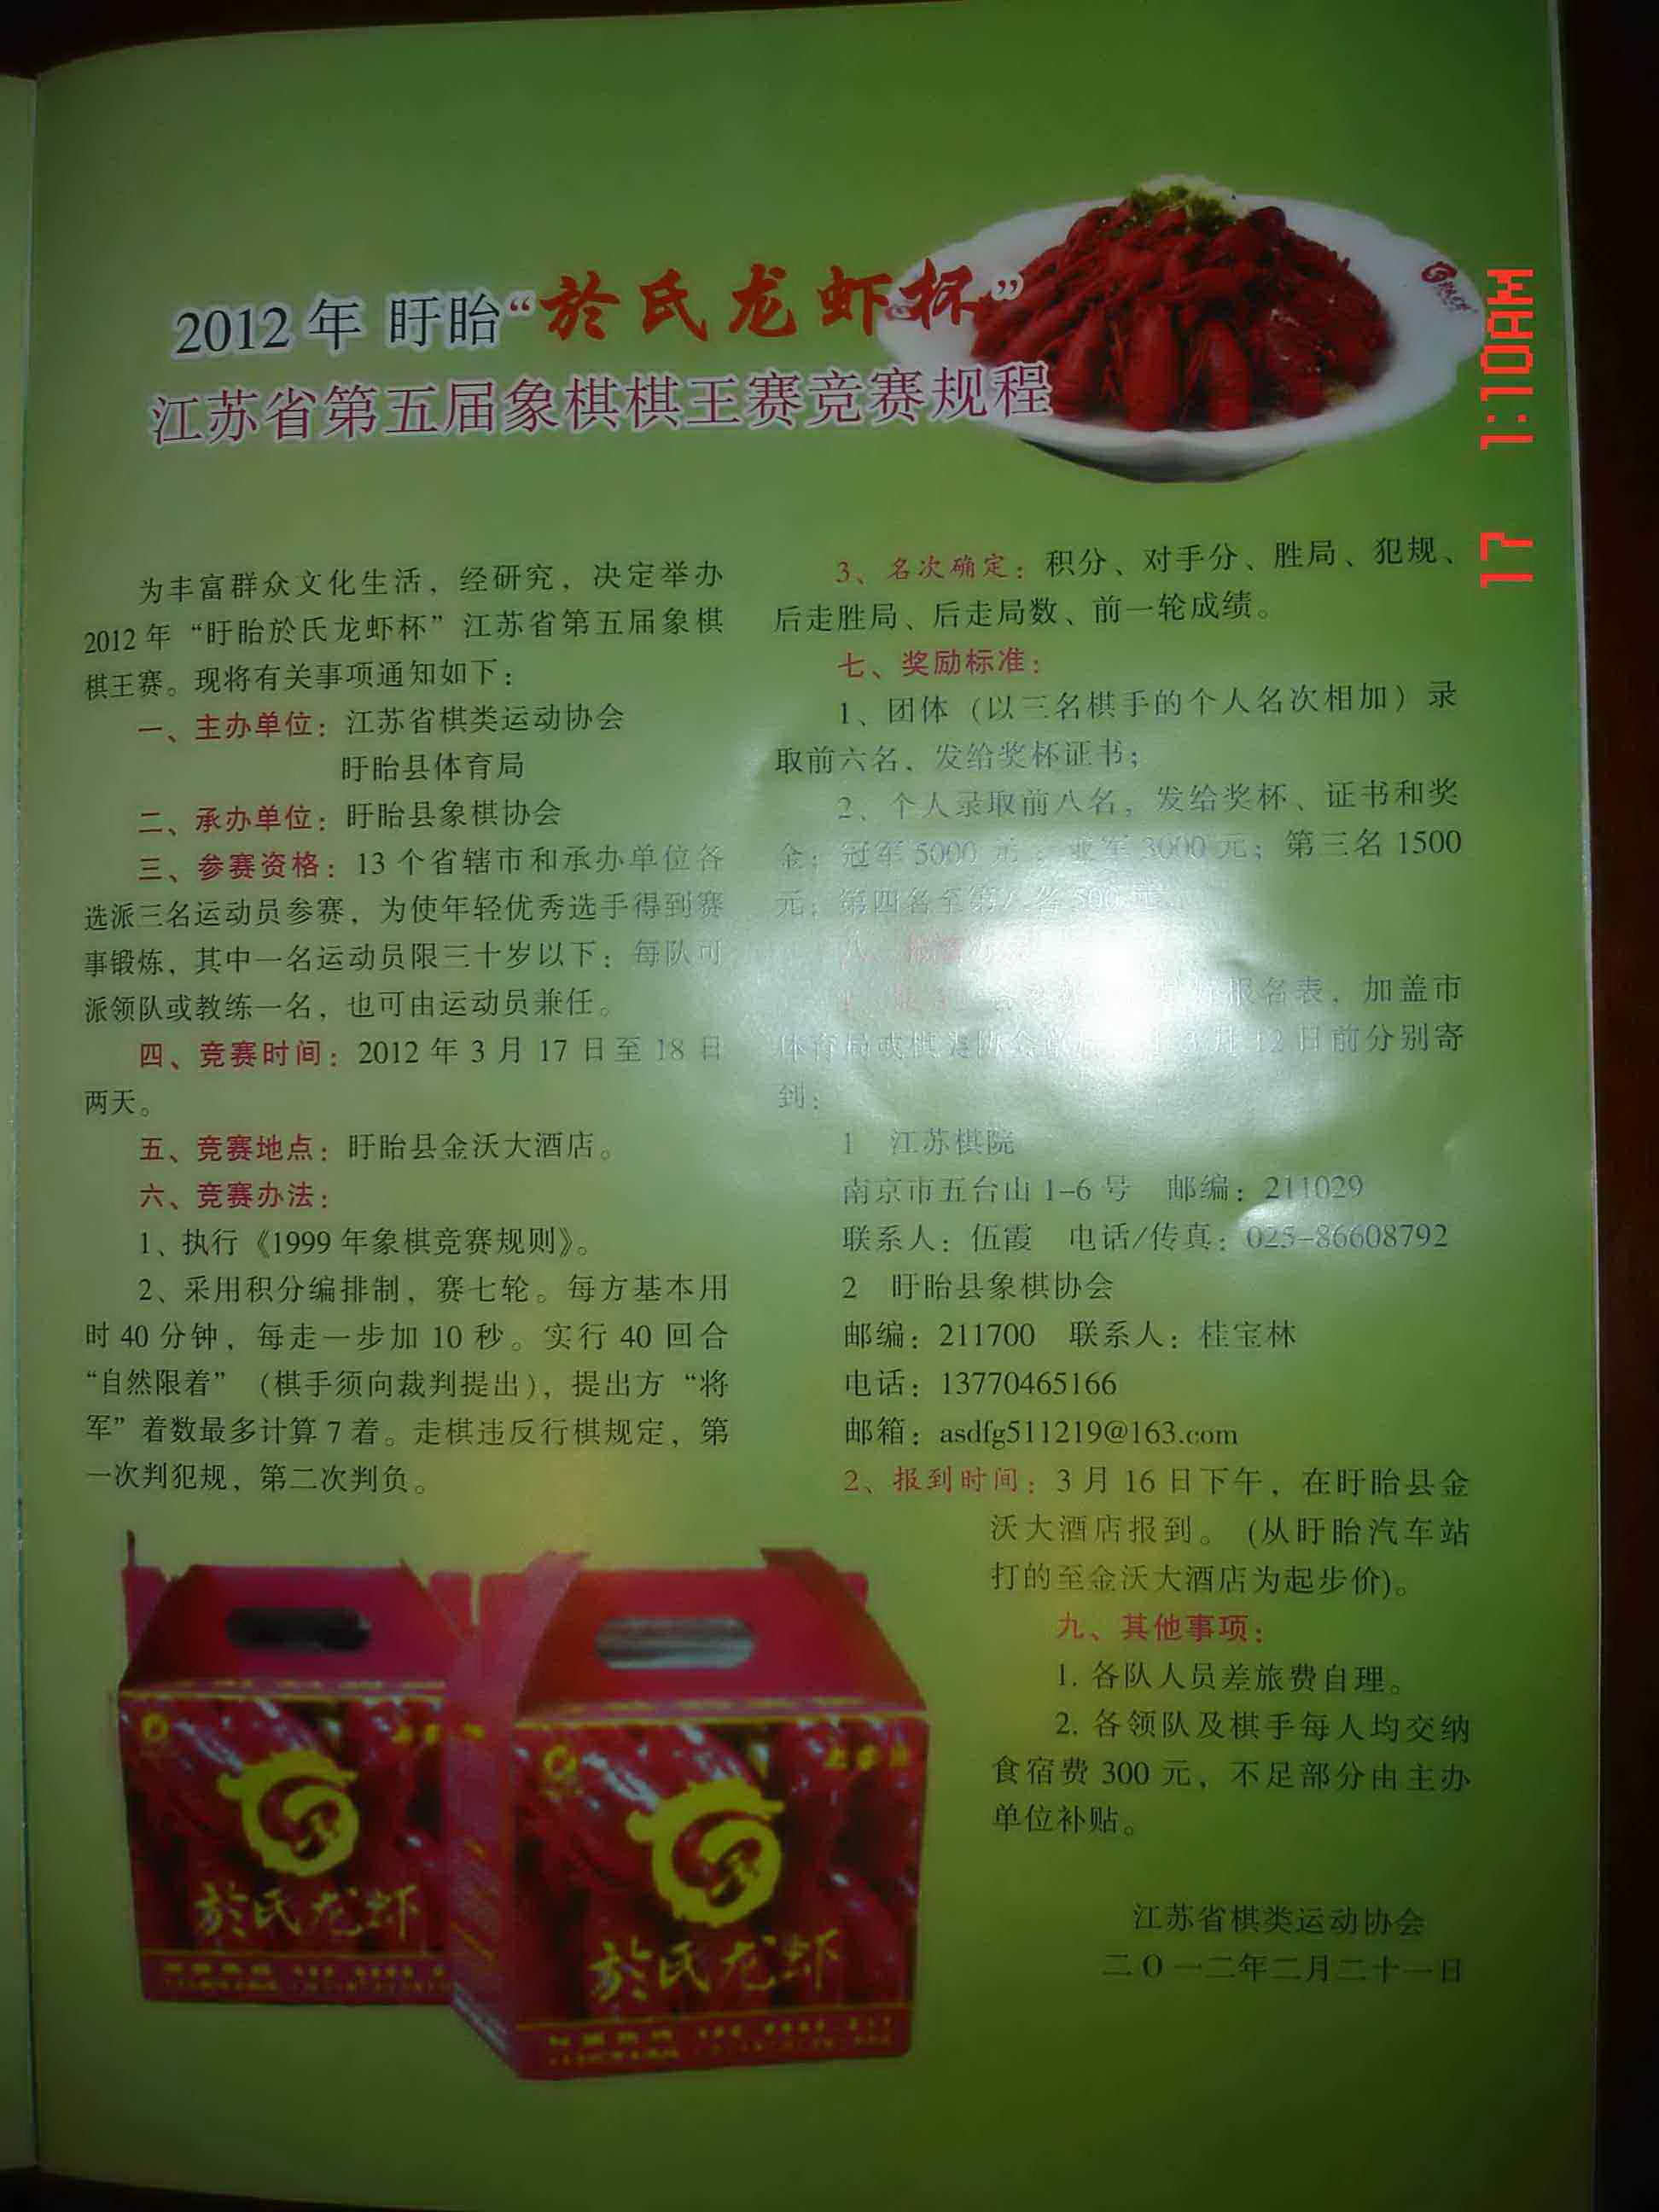 2012年 盱眙“於氏龙虾杯”
江苏省第五届象棋棋王赛竞赛规程
为丰富群众文化生活，经研究，决定举办
2012年“盱眙於氏龙虾杯”江苏省第五届象棋
棋王赛。现将有关事项通知如下：
一、主办单位：江苏省棋类运动协会
盱眙县体育局
二、承办单位：盱眙县象棋协会
三、参赛资格：13个省辖市和承办单位各
选派三名运动员参赛，为使年轻优秀选手得到赛
事锻炼，其中一名运动员限三十岁以下；每队可
派领队或教练一名，也可由运动员兼任。
四、竞赛时间：2012年3月17日至18日
两天。
五、竞赛地点：盱眙县金沃大酒店。
六、竞赛办法：
1、执行《1999年象棋竞赛规则》。
2、采用积分编排制，赛七轮。每方基本用
时40分钟，每走一步加10秒。实行40回合
“自然限着”（棋手须向裁判提出），提出方“将
军”着数最多计算7着。走棋违反行棋规定，第
一次判犯规，第二次判负。
3、名次确定：积分、对手分、胜局、犯规、
后走胜局、后走局数、前一轮成绩。
七、奖励标准：
1、团体（以三名棋手的个人名次相加）录
取前六名，发给奖杯证书；
2、个人录取前八名，发给奖杯、证书和奖
金：冠军5000元；亚军3000元；第三名1500
元；第四名至第八名500元。
八、
报名表，加盖市
3月12日前分别寄
到：
1 江苏棋院
南京市五台山1-6号 邮编：211029
联系人：伍霞 电话/传真：025-86608792
2 盱眙县象棋协会
邮编：211700 联系人：桂宝林
电话：13770465166
邮箱：asdfg511219@163.com
2、报到时间：3月16日下午，在盱眙县金
沃大酒店报到。（从盱眙汽车站
打的至金沃大酒店为起步价）。
九、其他事项：
1. 各队人员差旅费自理。
2. 各领队及棋手每人均交纳
食宿费300元，不足部分由主办
单位补贴。
江苏省棋类运动协会
二〇一二年二月二十一日
於氏龙虾
於氏龙虾
17 1:10AM